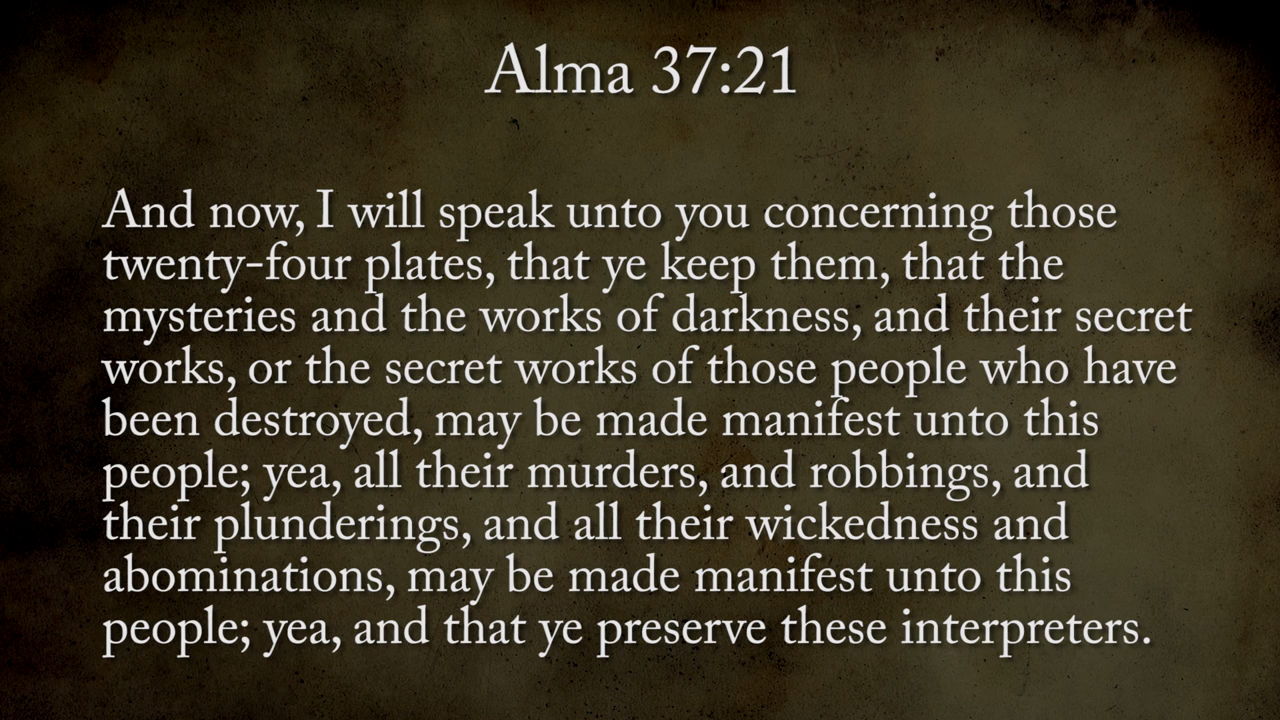 Alma 37:21
And now, I will speak unto you concerning those
twenty-four plates, that ye keep them, that the
mysteries and the works of darkness, and their secret
works, or the secret works of those people who have
been destroyed, may be made manifest unto this
people; yea, all their murders, and robbings, and
their plunderings, and all their wickedness and
abominations, may be made manifest unto this
people; yea, and that ye preserve these interpreters.